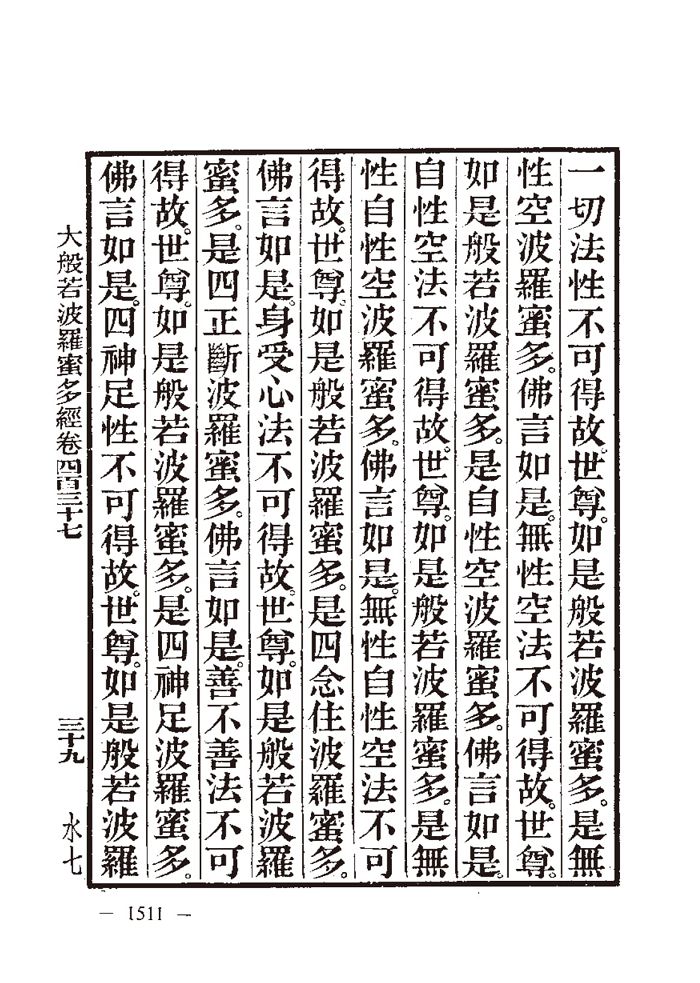 一切法性不可得故。世尊。如是般若波羅蜜多。是無
性空波羅蜜多。佛言如是。無性空法不可得故。世尊。
如是般若波羅蜜多。是自性空波羅蜜多。佛言如是。
自性空法不可得故。世尊。如是般若波羅蜜多。是無
性自性空波羅蜜多。佛言如是。無性自性空法不可
得故。世尊。如是般若波羅蜜多。是四念住波羅蜜多。
佛言如是。身受心法不可得故。世尊。如是般若波羅
蜜多。是四正斷波羅蜜多。佛言如是。善不善法不可
得故。世尊。如是般若波羅蜜多。是四神足波羅蜜多。
佛言如是。四神足性不可得故。世尊。如是般若波羅
大般若波羅蜜多經卷四百三十七 三十九 水七
— 1511 —